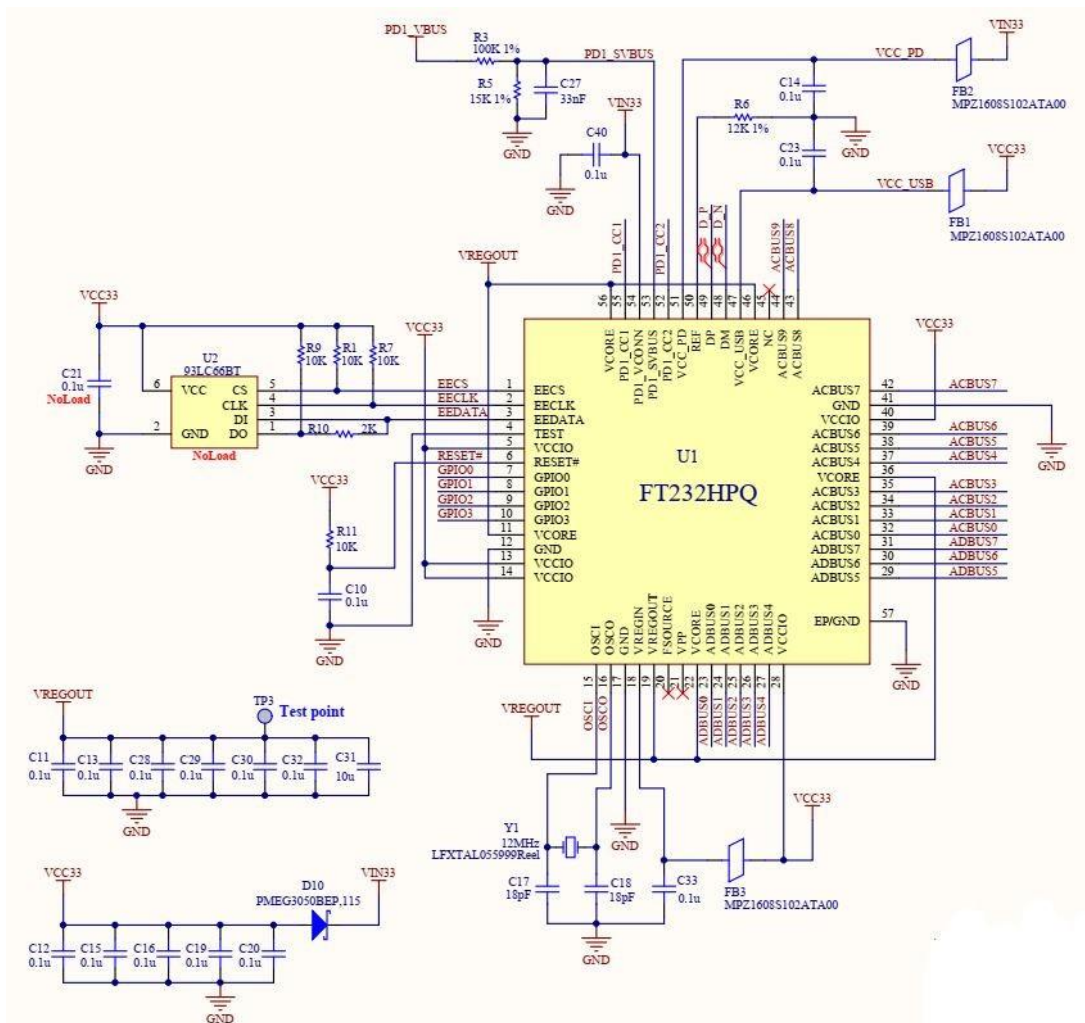 PD1_VBUS
R3
100K 1%
PD1_SVBUS
R5
15K 1%
C27
33nF
GND
VIN33
C40
0.1u
GND
VCC_PD
VIN33
C14
0.1u
FB2
MPZ1608S102ATA00
R6
12K 1%
GND
C23
0.1u
VCC33
VCC_USB
FB1
MPZ1608S102ATA00
VREGOUT
PD1_CC1
PD1_CC2
D_P
D_N
ACBUS9
ACBUS8
56
55
54
53
52
51
50
49
48
47
46
45
44
43
VCORE
PD1_CC1
PD1_VCONN
PD1_SVBUS
PD1_CC2
VCC_PD
REF
DP
DM
VCC_USB
VCORE
NC
ACBUS9
ACBUS8
VCC33
C21
0.1u
NoLoad
GND
U2
93LC66BT
6 VCC CS 5
CLK 4
DI 3
2 GND DO 1
NoLoad
R9
10K
R1
10K
R7
10K
R10 2K
VCC33
EECS 1 EECS
EECLK 2 EECLK
EEDATA 3 EEDATA
4 TEST
5 VCCIO
RESET# 6 RESET#
GPIO0 7 GPIO0
GPIO1 8 GPIO1
GPIO2 9 GPIO2
GPIO3 10 GPIO3
11 VCORE
12 GND
13 VCCIO
14 VCCIO
VCC33
R11
10K
C10
0.1u
GND
GND
U1
FT232HPQ
VCC33
ACBUS7 42 ACBUS7
GND 41
VCCIO 40
ACBUS6 39 ACBUS6
ACBUS5 38 ACBUS5
ACBUS4 37 ACBUS4
VCORE 36
ACBUS3 35 ACBUS3
ACBUS2 34 ACBUS2
ACBUS1 33 ACBUS1
ACBUS0 32 ACBUS0
ADBUS7 31 ADBUS7
ADBUS6 30 ADBUS6
ADBUS5 29 ADBUS5
GND
EP/GND 57
GND
OSCI
OSCO
GND
VREGIN
VREGOUT
FSOURCE
VPP
VCORE
ADBUS0
ADBUS1
ADBUS2
ADBUS3
ADBUS4
VCCIO
15
16
17
18
19
20
21
22
23
24
25
26
27
28
OSCI
OSCO
ADBUS0
ADBUS1
ADBUS2
ADBUS3
ADBUS4
VREGOUT
VREGOUT
TP3
Test point
C11
0.1u
C13
0.1u
C28
0.1u
C29
0.1u
C30
0.1u
C32
0.1u
C31
10u
GND
GND
Y1
12MHz
LFXTAL055999Reel
C17
18pF
C18
18pF
C33
0.1u
GND
VCC33
FB3
MPZ1608S102ATA00
VCC33
D10
PMEG3050BEP,115
VIN33
C12
0.1u
C15
0.1u
C16
0.1u
C19
0.1u
C20
0.1u
GND